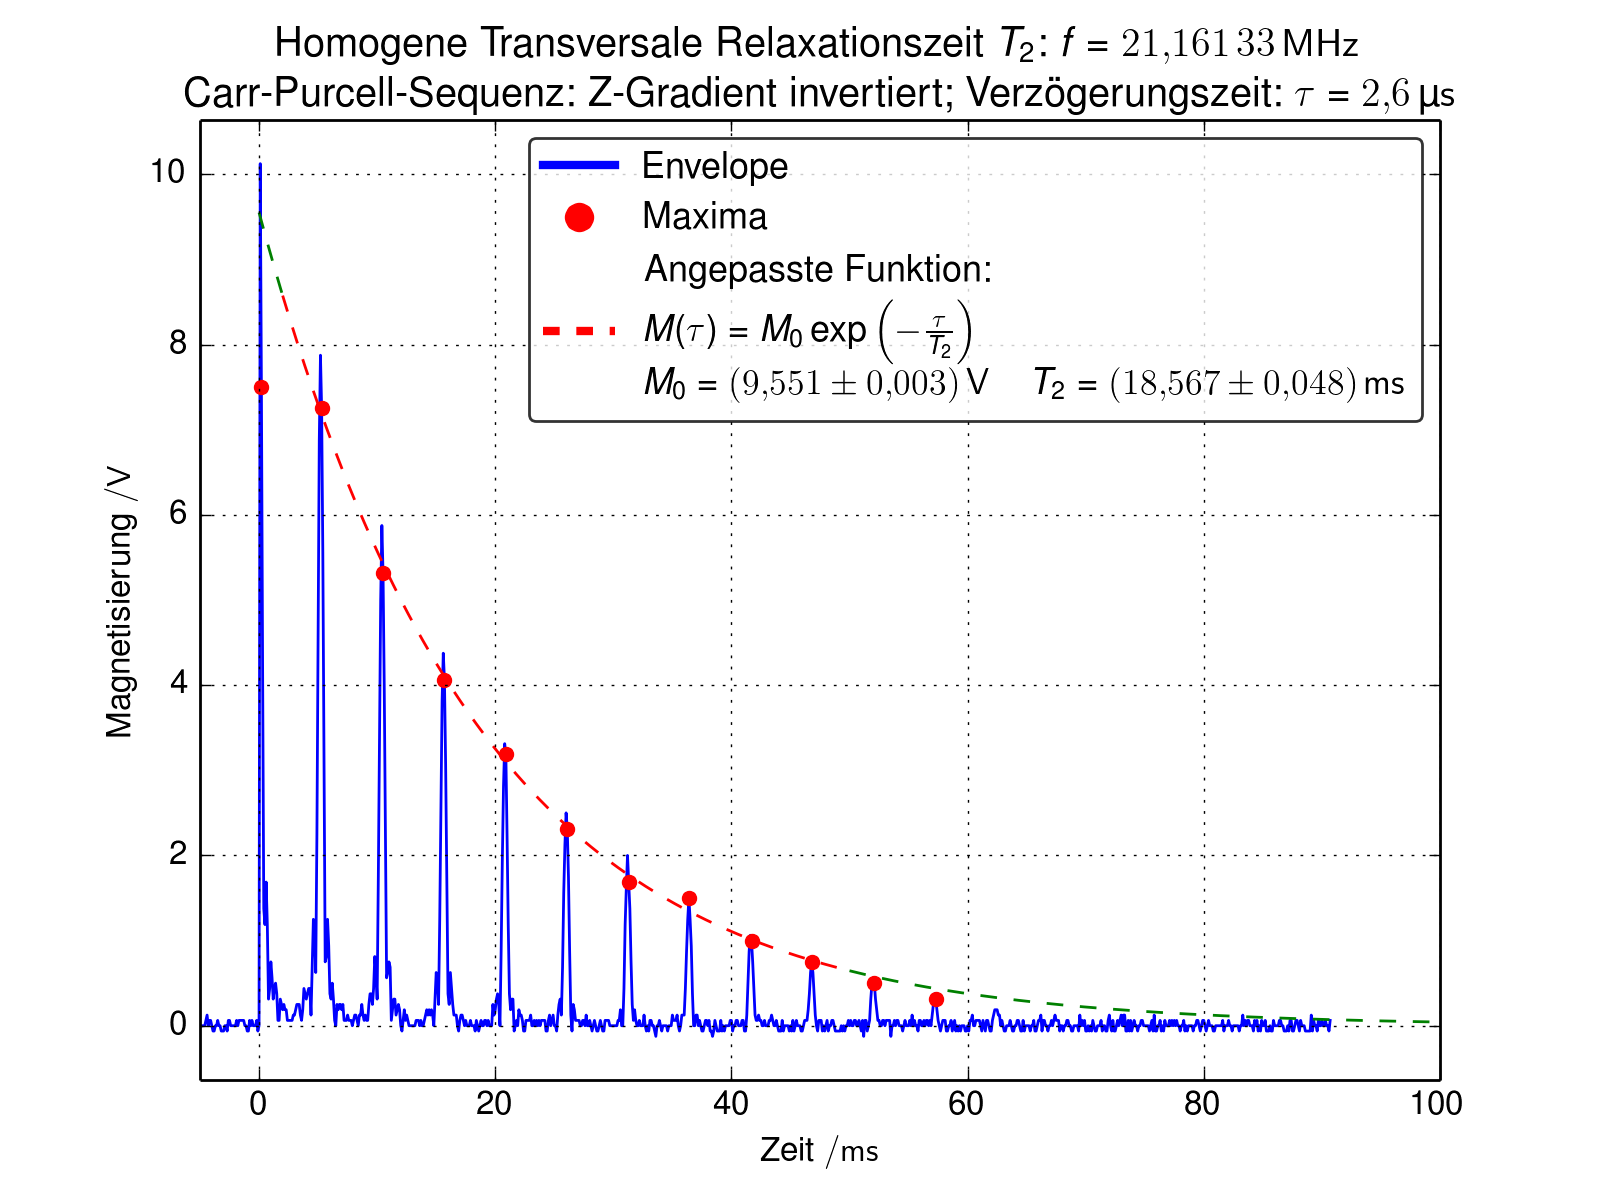 Homogene Transversale Relaxationszeit T₂: f = 21,161 33 MHz
Carr-Purcell-Sequenz: Z-Gradient invertiert; Verzögerungszeit: τ = 2,6 µs
Envelope
Maxima
Angepasste Funktion:
M(τ) = M₀ exp (−τ/T₂)
M₀ = (9,551 ± 0,003) V T₂ = (18,567 ± 0,048) ms
Magnetisierung /V
10
8
6
4
2
0
0 20 40 60 80 100
Zeit /ms